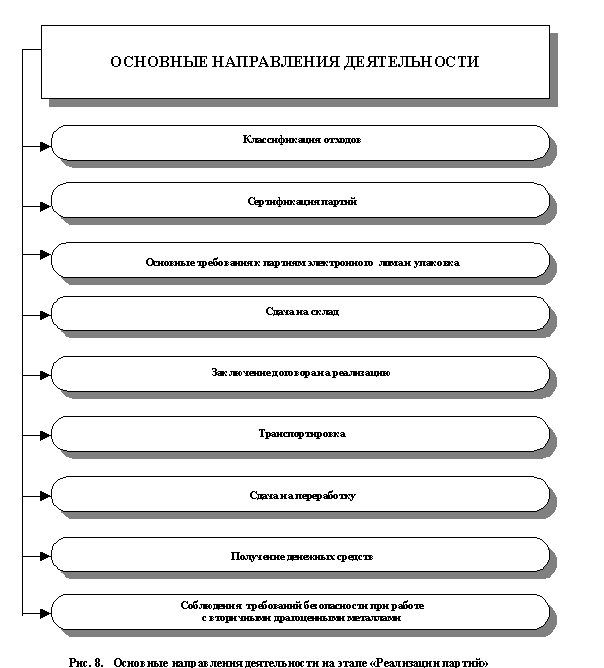 ОСНОВНЫЕ НАПРАВЛЕНИЯ ДЕЯТЕЛЬНОСТИ
Классификация отходов
Сертификация партий
Основные требования к партиям электронного лома и упаковка
Сдача на склад
Заключение договора на реализацию
Транспортировка
Сдача на переработку
Получение денежных средств
Соблюдения требований безопасности при работе
с вторичными драгоценными металлами
Рис. 8. Основные направления деятельности на этапе «Реализации партий»